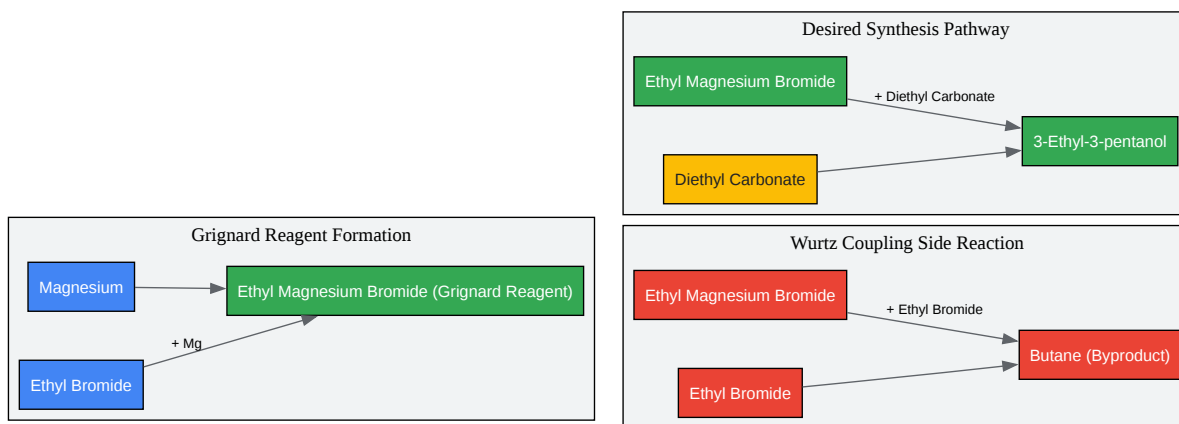 Grignard Reagent Formation
Magnesium
Ethyl Magnesium Bromide (Grignard Reagent)
+ Mg
Ethyl Bromide
Desired Synthesis Pathway
Ethyl Magnesium Bromide
+ Diethyl Carbonate
3-Ethyl-3-pentanol
Diethyl Carbonate
Wurtz Coupling Side Reaction
Ethyl Magnesium Bromide
+ Ethyl Bromide
Butane (Byproduct)
Ethyl Bromide